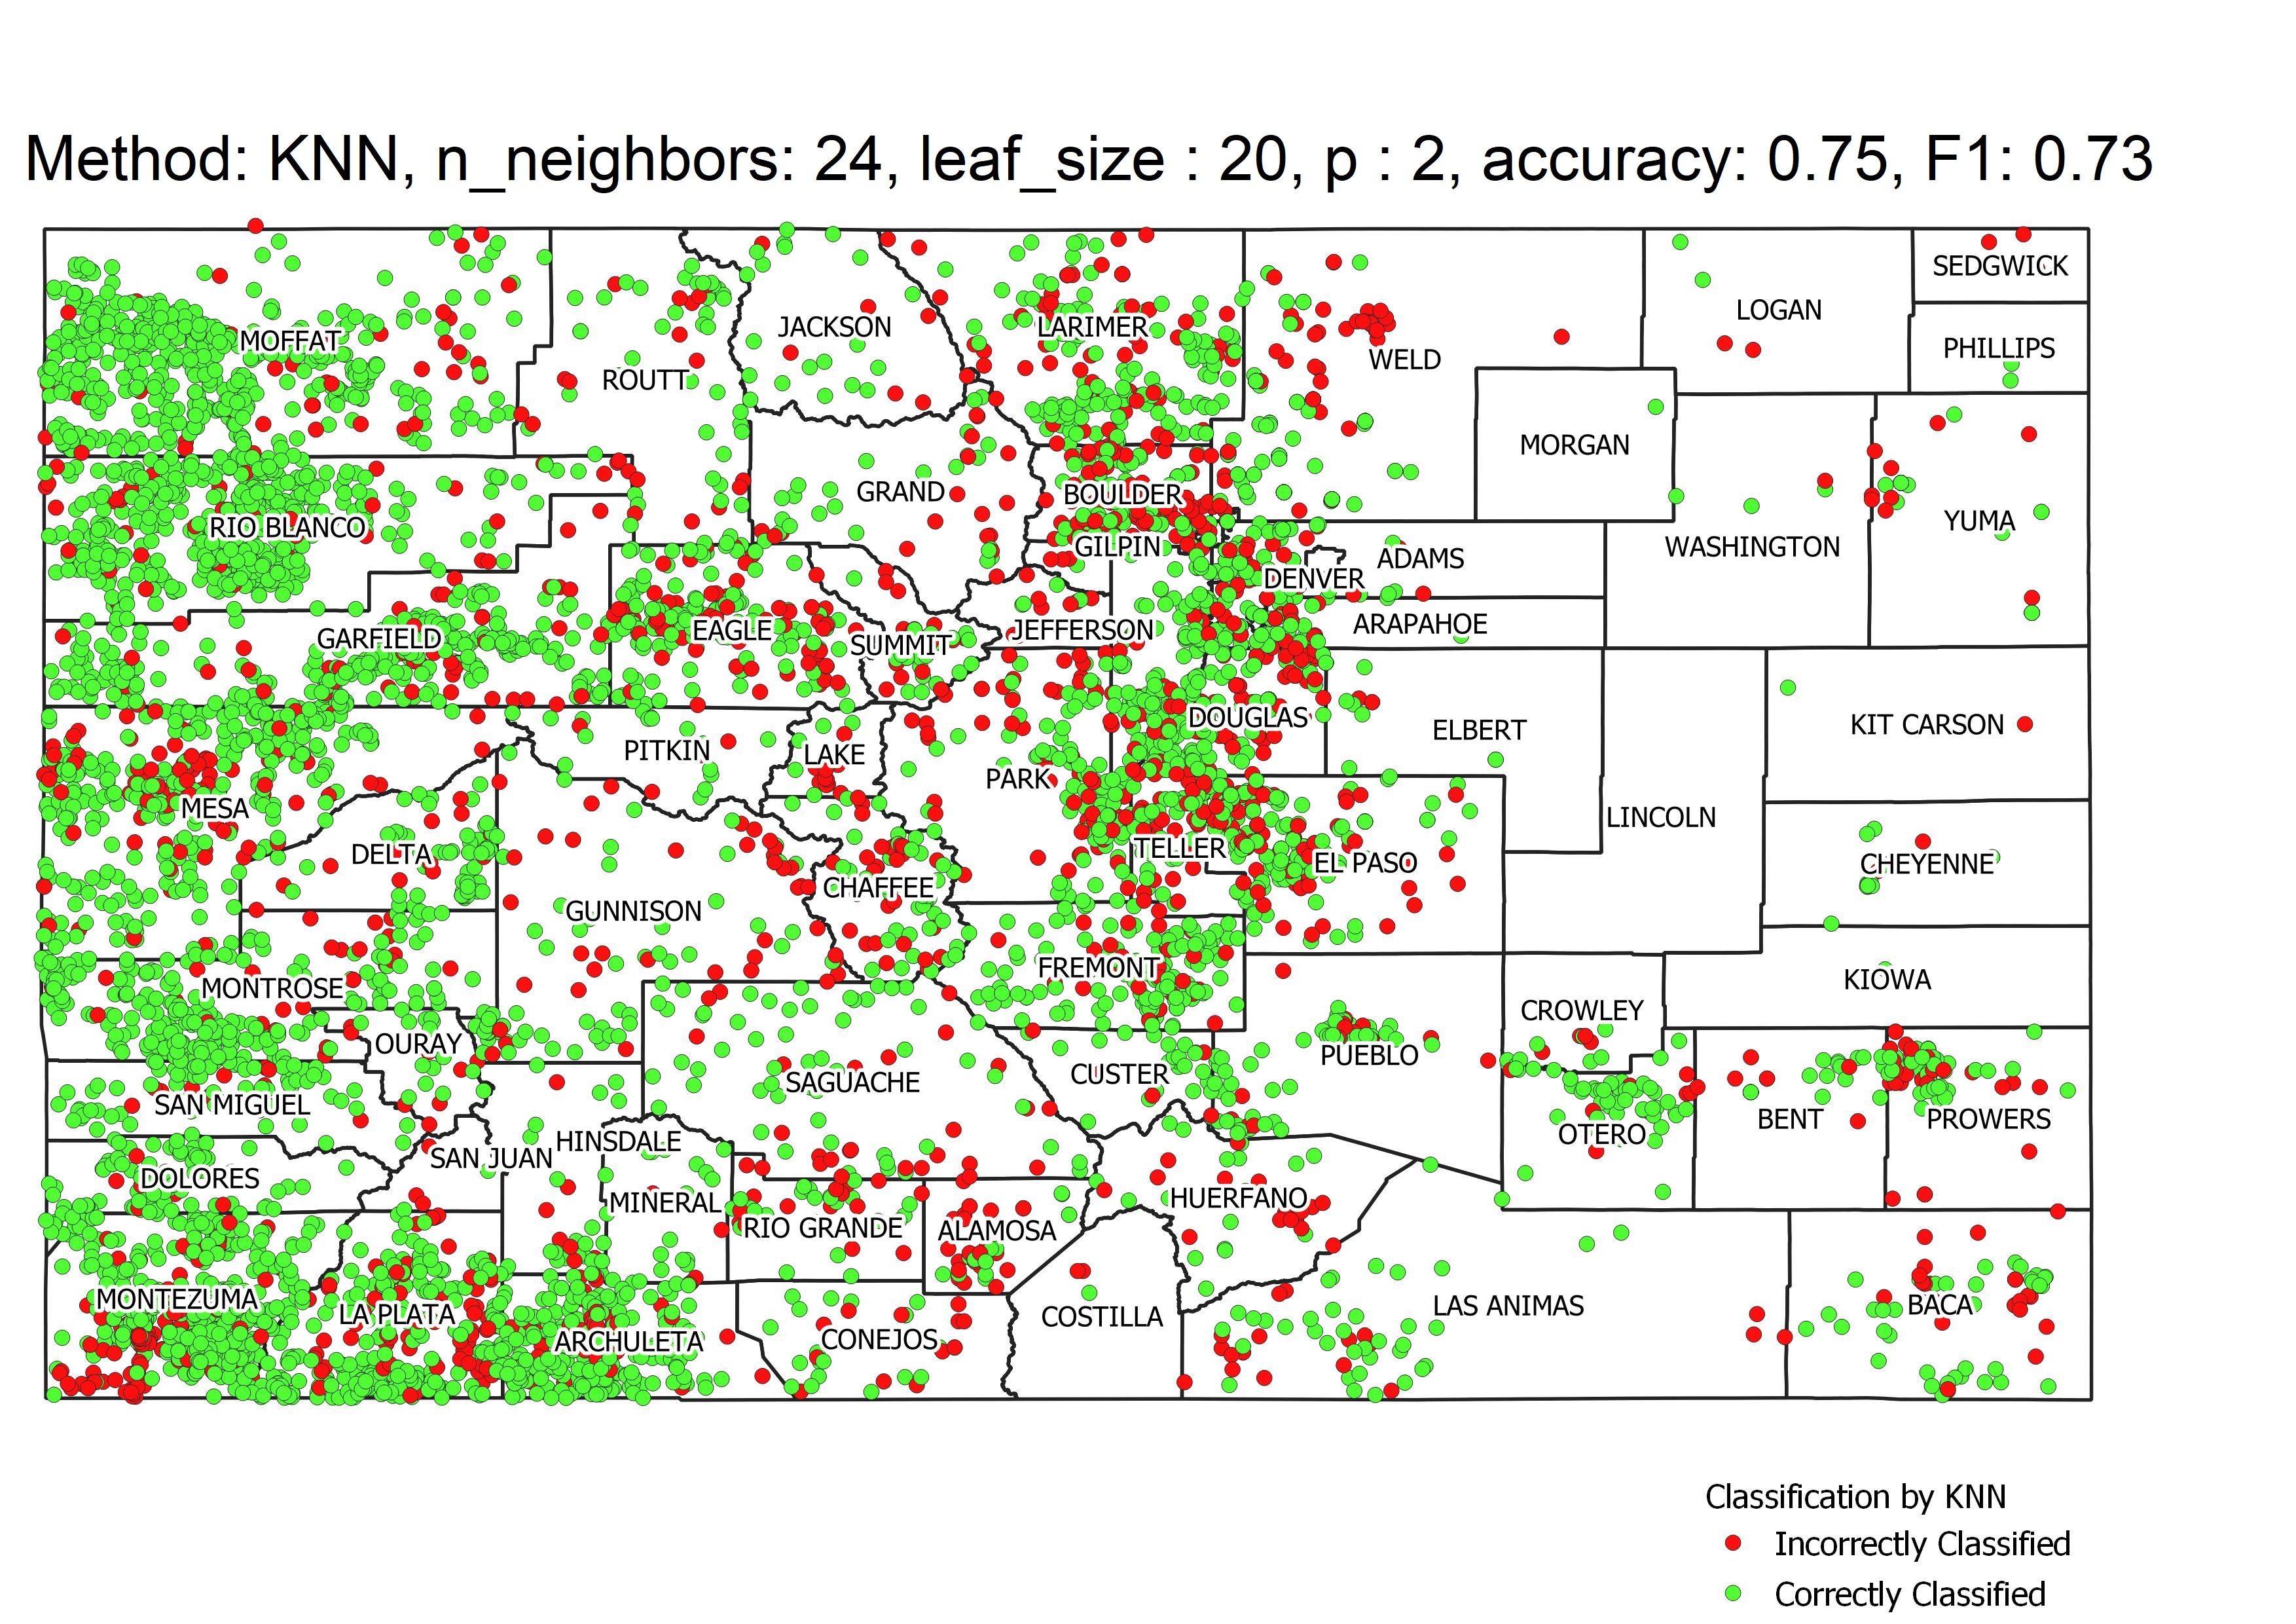 Method: KNN, n_neighbors: 24, leaf_size : 20, p : 2, accuracy: 0.75, F1: 0.73
SEDGWICK
LOGAN
MOFFAT
JACKSON
LARIMER
PHILLIPS
WELD
ROUTT
MORGAN
GRAND
BOULDER
RIO BLANCO
YUMA
GILPIN
WASHINGTON
ADAMS
DENVER
GARFIELD
EAGLE
SUMMIT
JEFFERSON
ARAPAHOE
DOUGLAS
KIT CARSON
ELBERT
PITKIN
LAKE
PARK
MESA
LINCOLN
DELTA
TELLER
EL PASO
CHEYENNE
CHAFFEE
GUNNISON
FREMONT
KIOWA
MONTROSE
CROWLEY
OURAY
PUEBLO
CUSTER
SAGUACHE
SAN MIGUEL
BENT
PROWERS
OTERO
HINSDALE
SAN JUAN
DOLORES
MINERAL
HUERFANO
RIO GRANDE
ALAMOSA
MONTEZUMA
LAS ANIMAS
BACA
LA PLATA
COSTILLA
ARCHULETA
CONEJOS
Classification by KNN
Incorrectly Classified
Correctly Classified